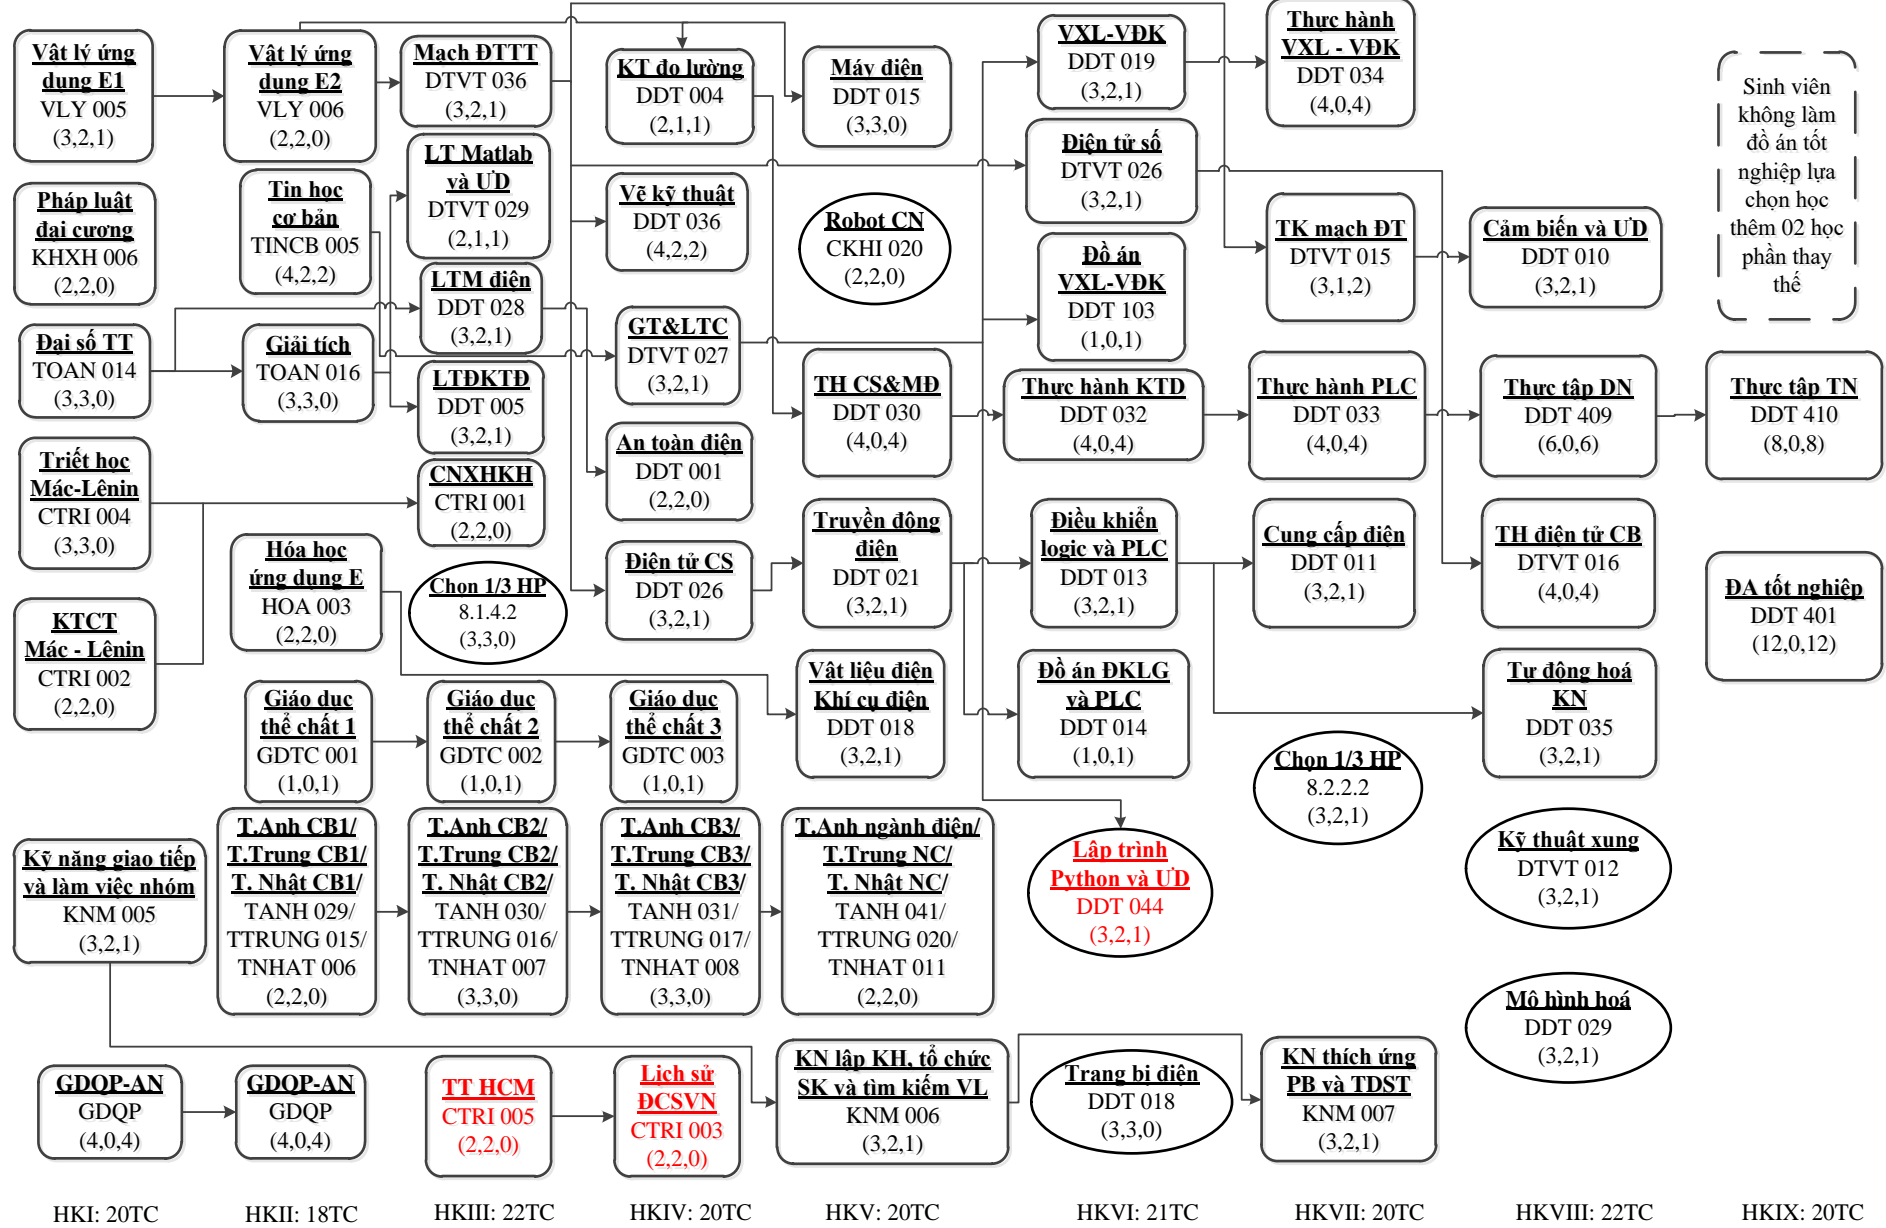 Vật lý ứng
dụng E1
VLY 005
(3,2,1)
Pháp luật
đại cương
KHXH 006
(2,2,0)
Đại số TT
TOAN 014
(3,3,0)
Triết học
Mác-Lênin
CTRI 004
(3,3,0)
KTCT
Mác - Lênin
CTRI 002
(2,2,0)
Kỹ năng giao tiếp
và làm việc nhóm
KNM 005
(3,2,1)
GDQP-AN
GDQP
(4,0,4)
HKI: 20TC
Vật lý ứng
dụng E2
VLY 006
(2,2,0)
Tin học
cơ bản
TINCB 005
(4,2,2)
Giải tích
TOAN 016
(3,3,0)
Hóa học
ứng dụng E
HOA 003
(2,2,0)
Giáo dục
thể chất 1
GDTC 001
(1,0,1)
T.Anh CB1/
T.Trung CB1/
T. Nhật CB1/
TANH 029/
TTRUNG 015/
TNHAT 006
(2,2,0)
GDQP-AN
GDQP
(4,0,4)
HKII: 18TC
Mạch ĐTTT
DTVT 036
(3,2,1)
LT Matlab
và ƯD
DTVT 029
(2,1,1)
LTM điện
DDT 028
(3,2,1)
LTĐKTĐ
DDT 005
(3,2,1)
CNXHKH
CTRI 001
(2,2,0)
Chọn 1/3 HP
8.1.4.2
(3,3,0)
Giáo dục
thể chất 2
GDTC 002
(1,0,1)
T.Anh CB2/
T.Trung CB2/
T. Nhật CB2/
TANH 030/
TTRUNG 016/
TNHAT 007
(3,3,0)
TT HCM
CTRI 005
(2,2,0)
HKIII: 22TC
KT đo lường
DDT 004
(2,1,1)
Vẽ kỹ thuật
DDT 036
(4,2,2)
GT&LTC
DTVT 027
(3,2,1)
An toàn điện
DDT 001
(2,2,0)
Điện tử CS
DDT 026
(3,2,1)
Giáo dục
thể chất 3
GDTC 003
(1,0,1)
T.Anh CB3/
T.Trung CB3/
T. Nhật CB3/
TANH 031/
TTRUNG 017/
TNHAT 008
(3,3,0)
Lịch sử
ĐCSVN
CTRI 003
(2,2,0)
HKIV: 20TC
Máy điện
DDT 015
(3,3,0)
Robot CN
CKHI 020
(2,2,0)
TH CS&MĐ
DDT 030
(4,0,4)
Truyền động
điện
DDT 021
(3,2,1)
Vật liệu điện
Khí cụ điện
DDT 018
(3,2,1)
T.Anh ngành điện/
T.Trung NC/
T. Nhật NC/
TANH 041/
TTRUNG 020/
TNHAT 011
(2,2,0)
KN lập KH, tổ chức
SK và tìm kiếm VL
KNM 006
(3,2,1)
HKV: 20TC
VXL-VĐK
DDT 019
(3,2,1)
Điện tử số
DTVT 026
(3,2,1)
Đồ án
VXL-VĐK
DDT 103
(1,0,1)
Thực hành KTD
DDT 032
(4,0,4)
Điều khiển
logic và PLC
DDT 013
(3,2,1)
Đồ án ĐKLG
và PLC
DDT 014
(1,0,1)
Lập trình
Python và ƯD
DDT 044
(3,2,1)
Trang bị điện
DDT 018
(3,3,0)
HKVI: 21TC
Thực hành
VXL - VĐK
DDT 034
(4,0,4)
TK mạch ĐT
DTVT 015
(3,1,2)
Thực hành PLC
DDT 033
(4,0,4)
Cung cấp điện
DDT 011
(3,2,1)
Chọn 1/3 HP
8.2.2.2
(3,2,1)
KN thích ứng
PB và TDST
KNM 007
(3,2,1)
HKVII: 20TC
Cảm biến và ƯD
DDT 010
(3,2,1)
Thực tập DN
DDT 409
(6,0,6)
TH điện tử CB
DTVT 016
(4,0,4)
Tự động hoá
KN
DDT 035
(3,2,1)
Kỹ thuật xung
DTVT 012
(3,2,1)
Mô hình hoá
DDT 029
(3,2,1)
HKVIII: 22TC
Sinh viên
không làm
đồ án tốt
nghiệp lựa
chọn học
thêm 02 học
phần thay
thế
Thực tập TN
DDT 410
(8,0,8)
ĐA tốt nghiệp
DDT 401
(12,0,12)
HKIX: 20TC